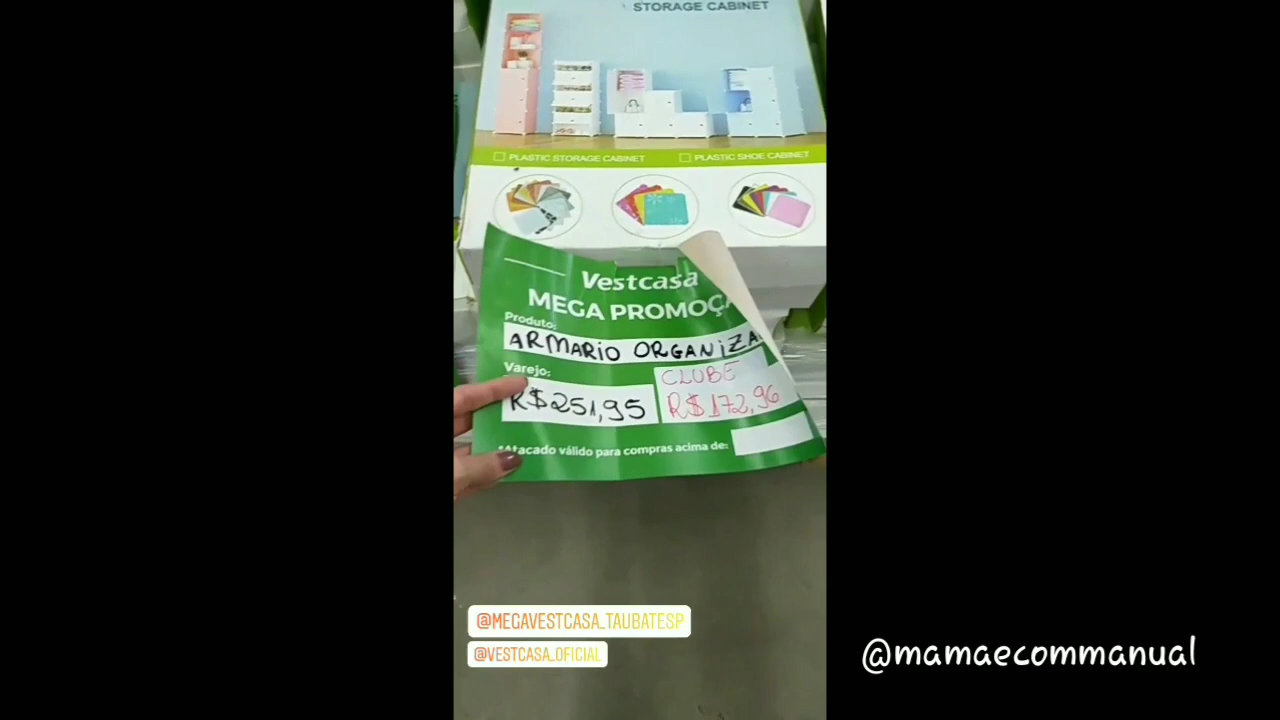 STORAGE CABINET
PLASTIC STORAGE CABINET
PLASTIC SHOE CABINET
Vestcasa
MEGA PROMOÇ
Produto:
ARMARIO ORGANIZA
Varejo:
R$251,95
CLUBE
R$172,96
*Atacado válido para compras acima de:
@MEGAVESTCASA_TAUBATESP
@VESTCASA_OFICIAL
@mamaecommanual